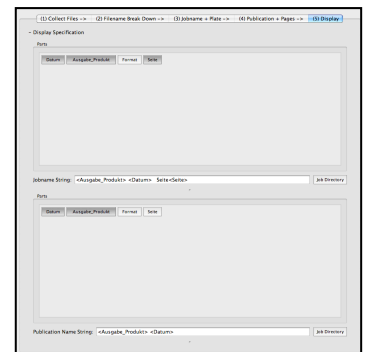 (1) Collect Files -> (2) Filename Break Down -> (3) Jobname + Plate -> (4) Publication + Pages -> (5) Display
Display Specification
Parts
Datum Ausgabe_Produkt Format Seite
Jobname String: <Ausgabe_Produkt> <Datum> Seite<Seite> Job Directory
Parts
Datum Ausgabe_Produkt Format Seite
Publication Name String: <Ausgabe_Produkt> <Datum> Job Directory